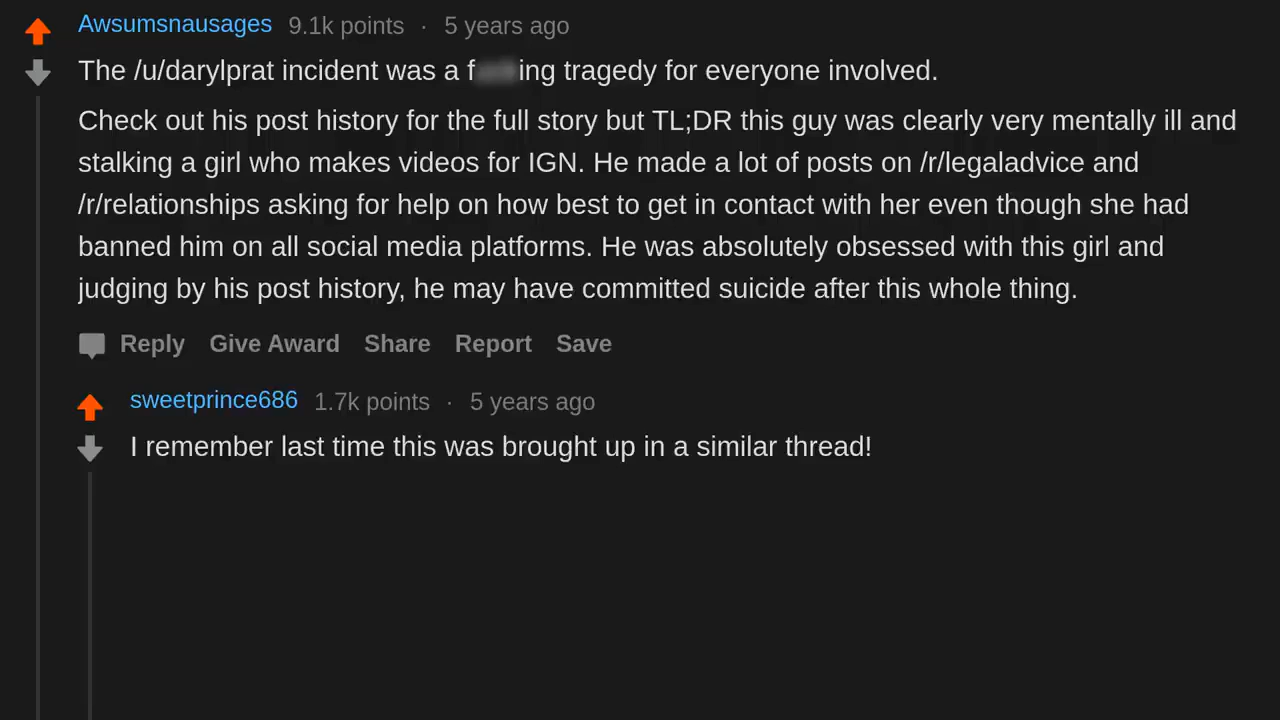 Awsumsnausages 9.1k points · 5 years ago
The /u/darylprat incident was a f ing tragedy for everyone involved.
Check out his post history for the full story but TL;DR this guy was clearly very mentally ill and
stalking a girl who makes videos for IGN. He made a lot of posts on /r/legaladvice and
/r/relationships asking for help on how best to get in contact with her even though she had
banned him on all social media platforms. He was absolutely obsessed with this girl and
judging by his post history, he may have committed suicide after this whole thing.
Reply Give Award Share Report Save
sweetprince686 1.7k points · 5 years ago
I remember last time this was brought up in a similar thread!